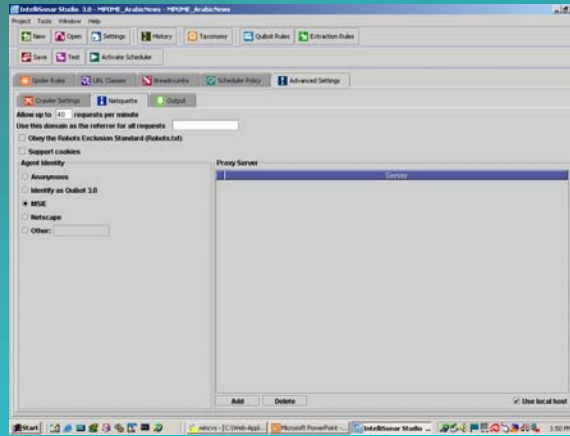 IntelliSonar Studio 3.0 - MPOME_ArabicNews - MPOME_ArabicNews
Project Tools Window Help
New Open Settings History Taxonomy Quibot Rules Extraction Rules
Save Test Activate Scheduler
Spider Rules URL Classes Breadcrumbs Scheduler Policy Advanced Settings
Crawler Settings Netiquette Output
Allow up to 40 requests per minute
Use this domain as the referrer for all requests
Obey the Robots Exclusion Standard (Robots.txt)
Support cookies
Agent Identity Proxy Server
Anonymous Server
Identify as Quibot 3.0
MSIE
Netscape
Other:
Add Delete Use local host
Start Microsoft PowerPoint - ... IntelliSonar Studio ... 1:50 PM